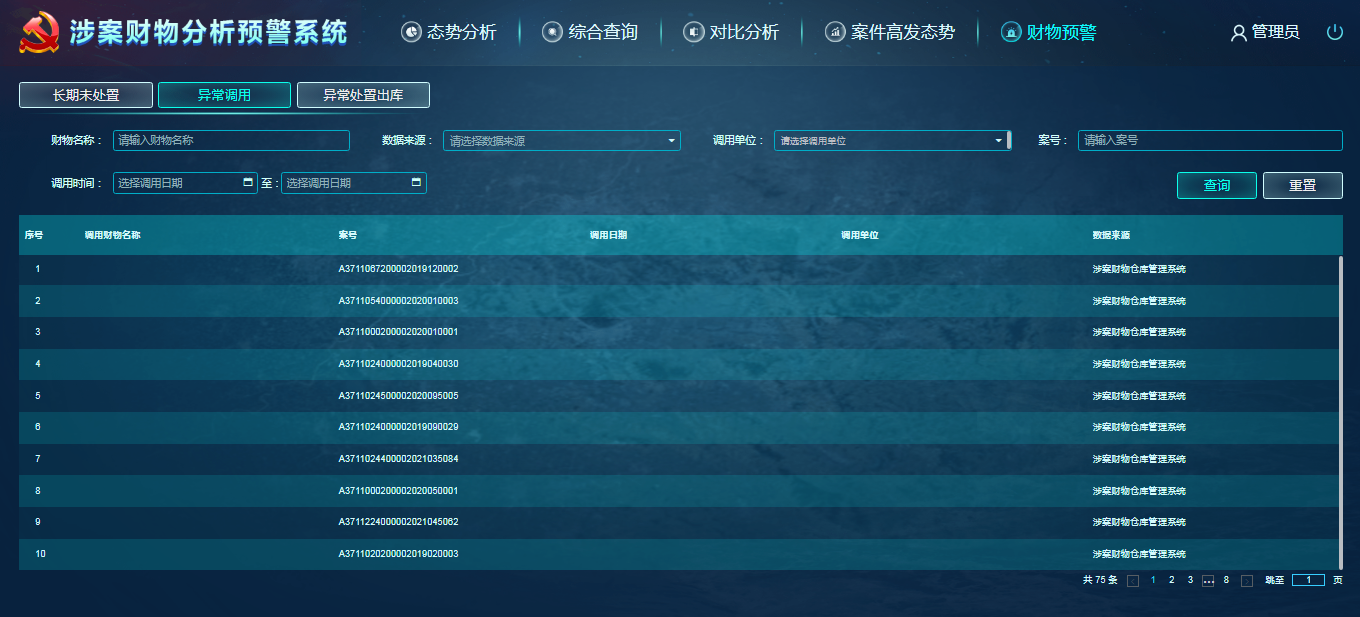 涉案财物分析预警系统 态势分析 综合查询 对比分析 案件高发态势 财物预警 管理员
长期未处置 异常调用 异常处置出库
财物名称： 请输入财物名称 数据来源： 请选择数据来源 调用单位： 请选择调用单位 案号： 请输入案号
调用时间： 选择调用日期 至： 选择调用日期 查询 重置
序号 调用财物名称 案号 调用日期 调用单位 数据来源
1 A3711067200002019120002 涉案财物仓库管理系统
2 A3711054000002020010003 涉案财物仓库管理系统
3 A3711000200002020010001 涉案财物仓库管理系统
4 A3711024000002019040030 涉案财物仓库管理系统
5 A3711024500002020095005 涉案财物仓库管理系统
6 A3711024000002019090029 涉案财物仓库管理系统
7 A3711024400002021035084 涉案财物仓库管理系统
8 A3711000200002020050001 涉案财物仓库管理系统
9 A3711224000002021045062 涉案财物仓库管理系统
10 A3711020200002019020003 涉案财物仓库管理系统
共 75 条 < 1 2 3 ••• 8 > 跳至 1 页